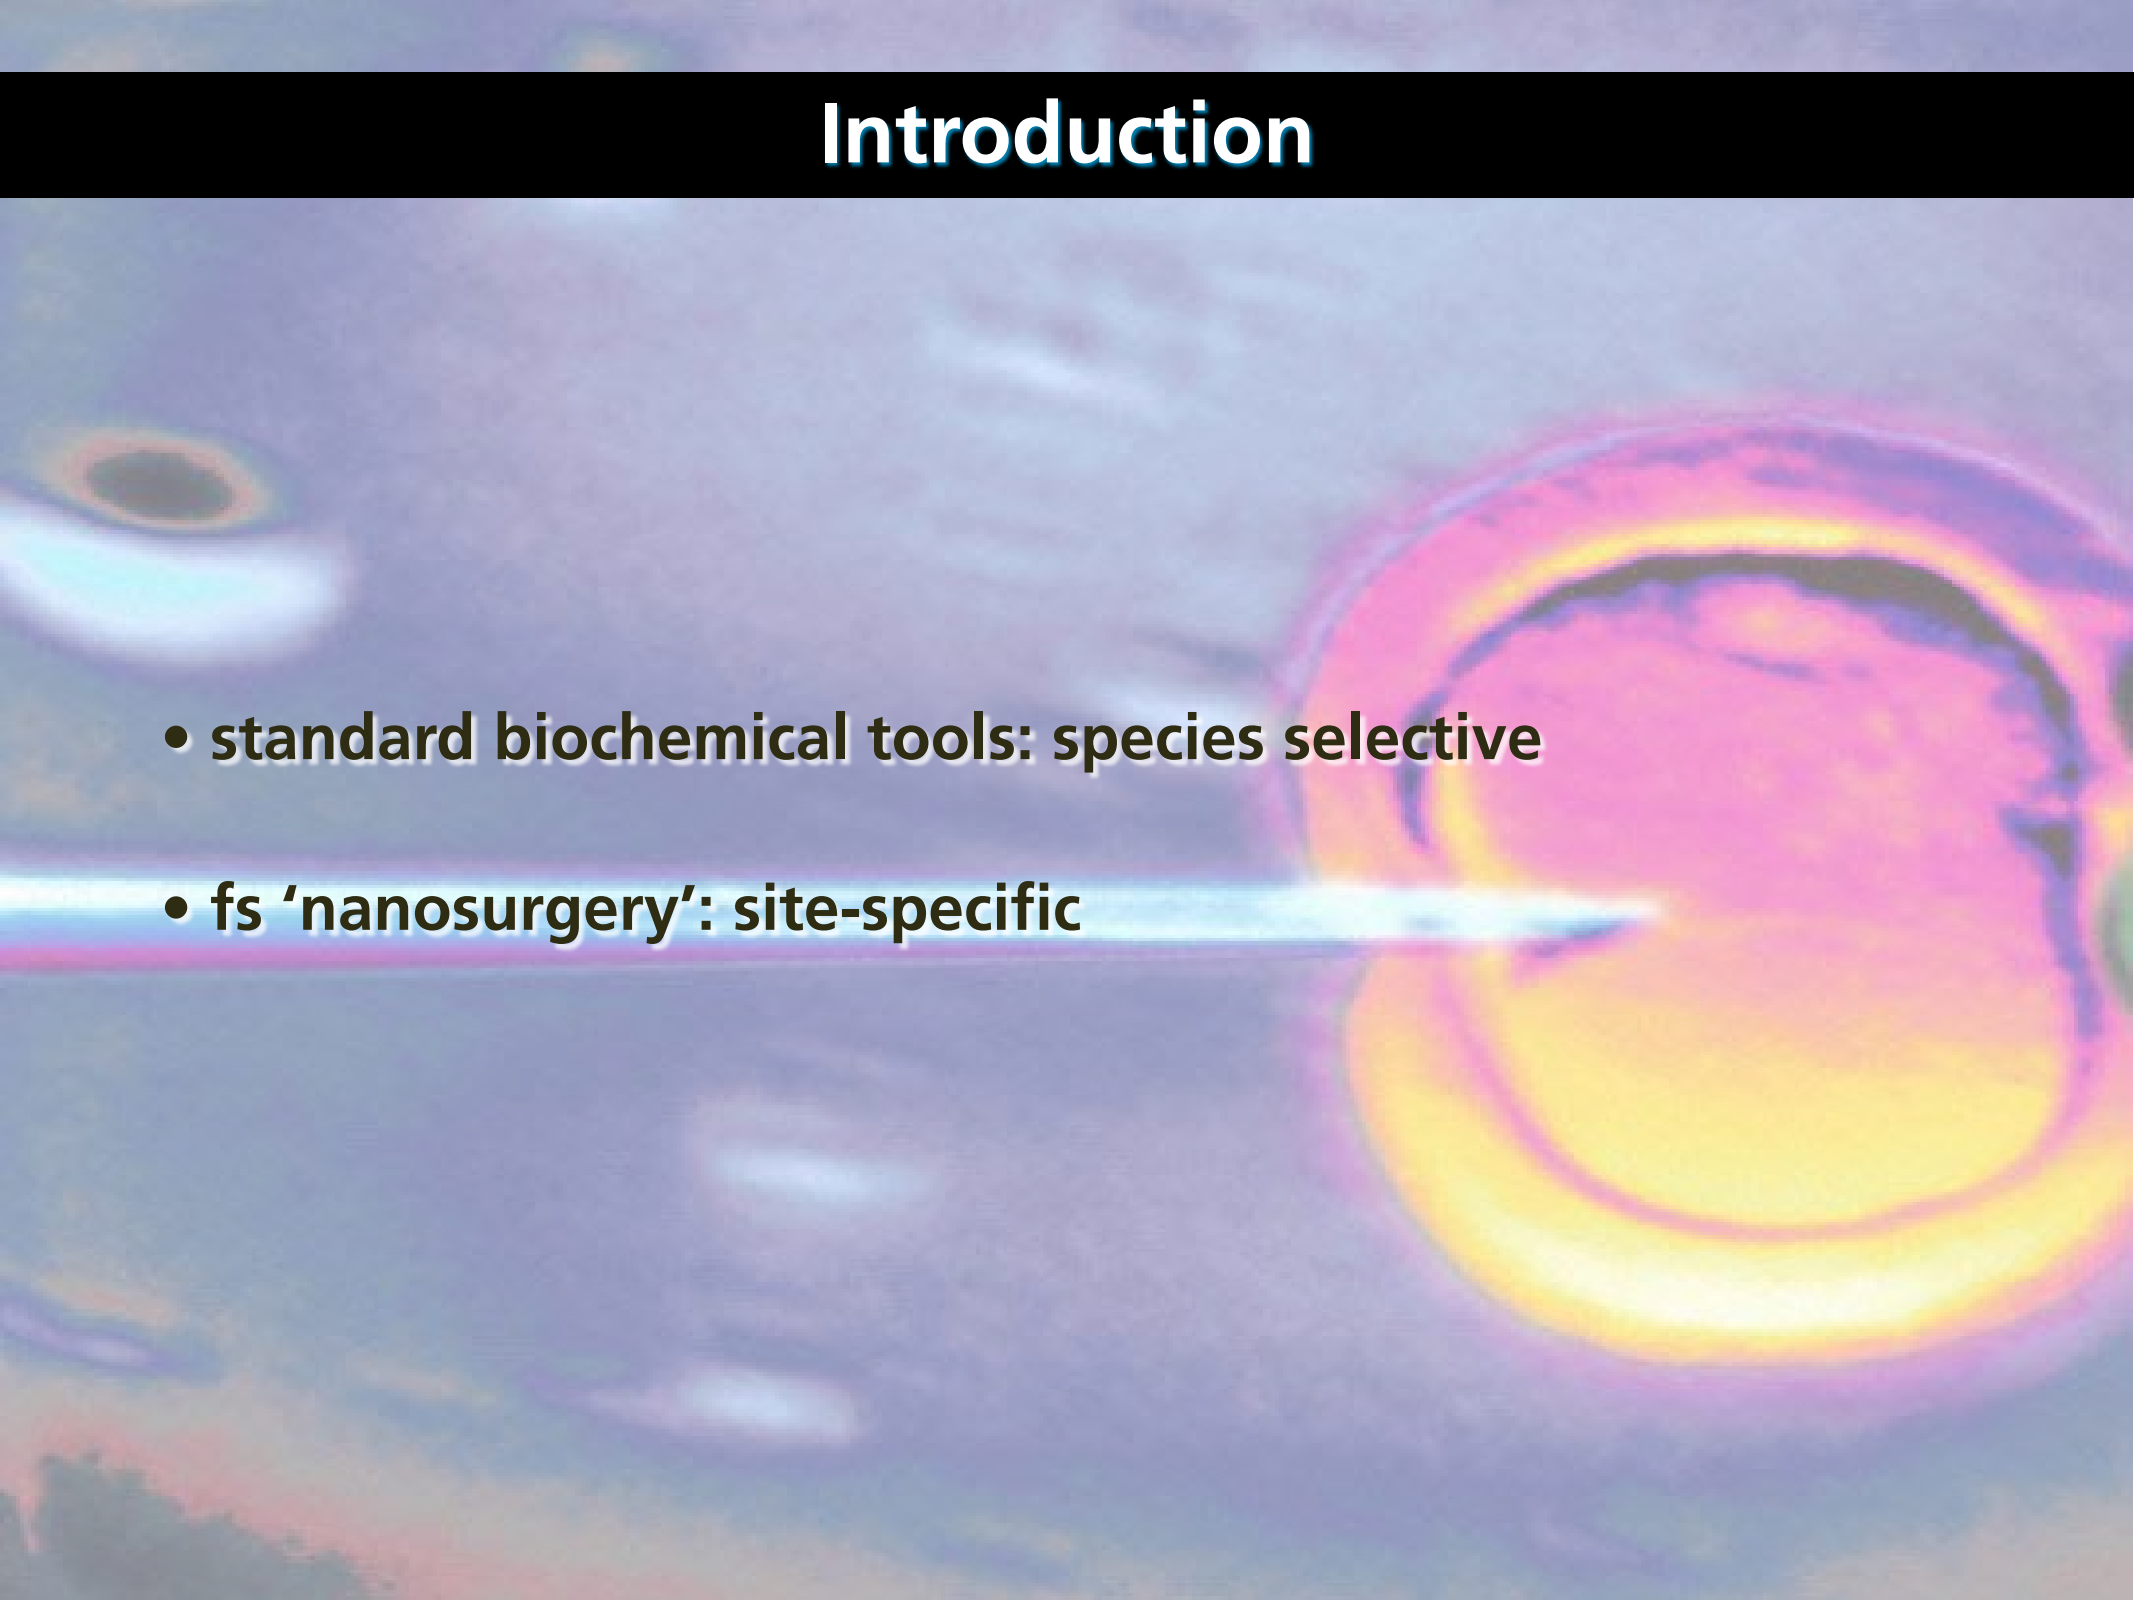 Introduction
• standard biochemical tools: species selective
• fs ‘nanosurgery’: site-specific